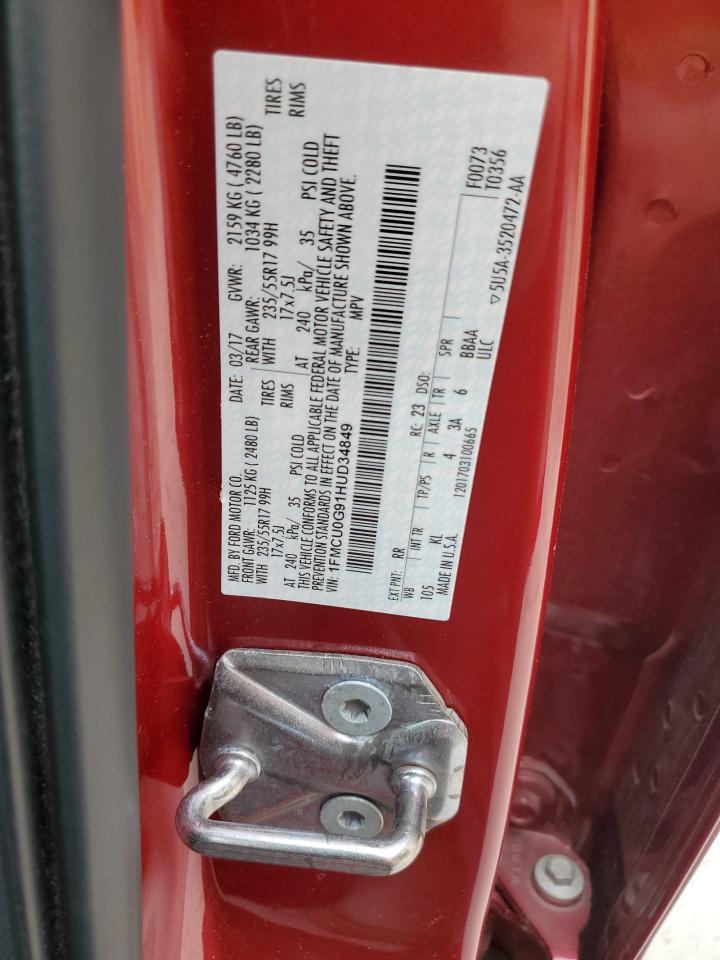 MFD. BY FORD MOTOR CO.
DATE: 03/17 GVWR: 2159 KG ( 4760 LB)
FRONT GAWR: 1125 KG ( 2480 LB) REAR GAWR: 1034 KG ( 2280 LB)
WITH 235/55R17 99H TIRES WITH 235/55R17 99H TIRES
17x7.5J RIMS 17x7.5J RIMS
AT 240 kPa/ 35 PSI COLD AT 240 kPa/ 35 PSI COLD
THIS VEHICLE CONFORMS TO ALL APPLICABLE FEDERAL MOTOR VEHICLE SAFETY AND THEFT
PREVENTION STANDARDS IN EFFECT ON THE DATE OF MANUFACTURE SHOWN ABOVE.
VIN: 1FMCU0G91HUD34849 TYPE: MPV
EXT PNT: RR RC: 23 DSO: F0073
WB INT TR TP/PS R AXLE TR SPR T0356
105 KL 4 3A 6 BBAA
MADE IN U.S.A. ULC
1201703100665
▽5U5A-3520472-AA